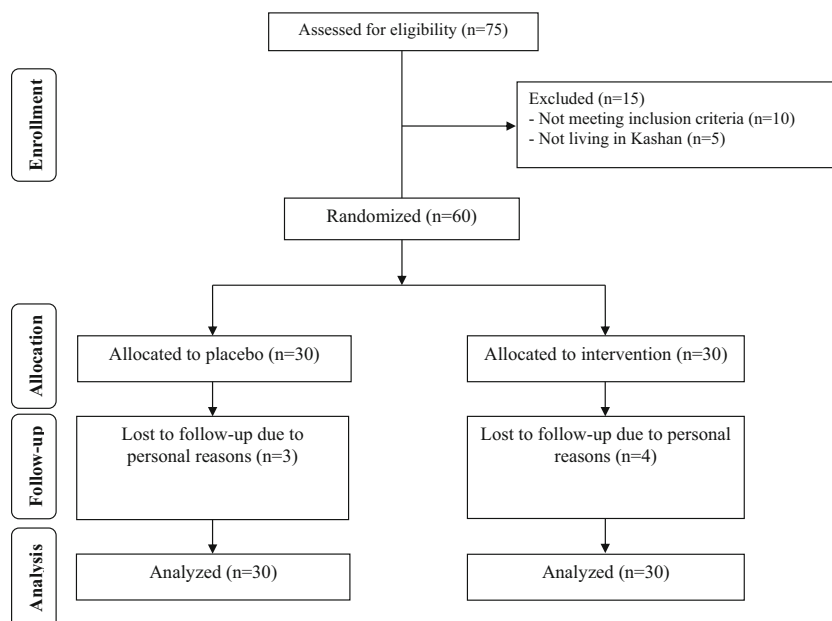 Assessed for eligibility (n=75)
Enrollment
Excluded (n=15)
- Not meeting inclusion criteria (n=10)
- Not living in Kashan (n=5)
Randomized (n=60)
Allocation
Allocated to placebo (n=30)
Allocated to intervention (n=30)
Follow-up
Lost to follow-up due to
personal reasons (n=3)
Lost to follow-up due to personal
reasons (n=4)
Analysis
Analyzed (n=30)
Analyzed (n=30)